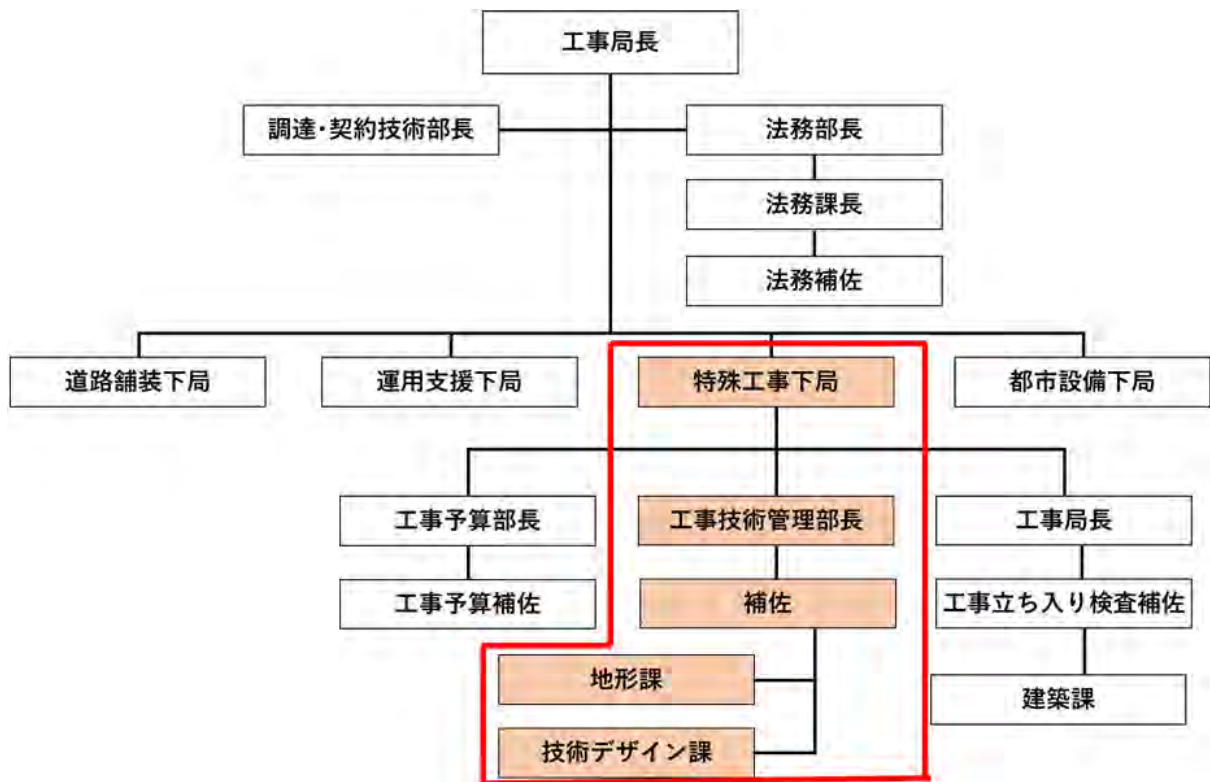 工事局長
調達・契約技術部長
法務部長
法務課長
法務補佐
道路舗装下局
運用支援下局
特殊工事下局
都市設備下局
工事予算部長
工事技術管理部長
工事局長
工事予算補佐
補佐
工事立ち入り検査補佐
地形課
建築課
技術デザイン課